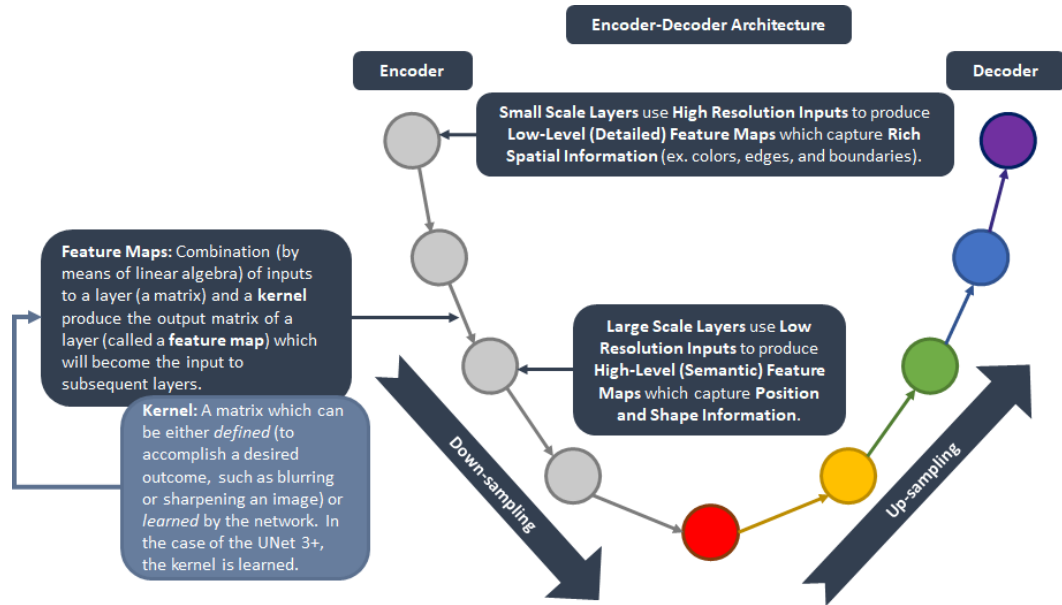 Encoder-Decoder Architecture
Encoder
Decoder
Small Scale Layers use High Resolution Inputs to produce
Low-Level (Detailed) Feature Maps which capture Rich
Spatial Information (ex. colors, edges, and boundaries).
Feature Maps: Combination (by
means of linear algebra) of inputs
to a layer (a matrix) and a kernel
produce the output matrix of a
layer (called a feature map) which
will become the input to
subsequent layers.
Large Scale Layers use Low
Resolution Inputs to produce
High-Level (Semantic) Feature
Maps which capture Position
and Shape Information.
Kernel: A matrix which can
be either defined (to
accomplish a desired
outcome, such as blurring
or sharpening an image) or
learned by the network. In
the case of the UNet 3+,
the kernel is learned.
Down-sampling
Up-sampling